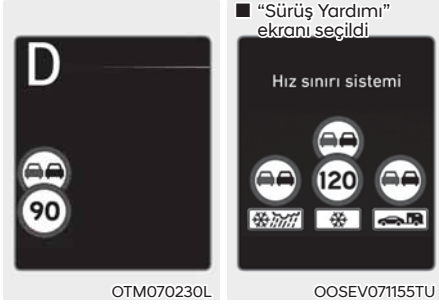 D
90
OTM070230L
■ “Sürüş Yardımı”
ekranı seçildi
Hız sınırı sistemi
120
OOSEV071155TU